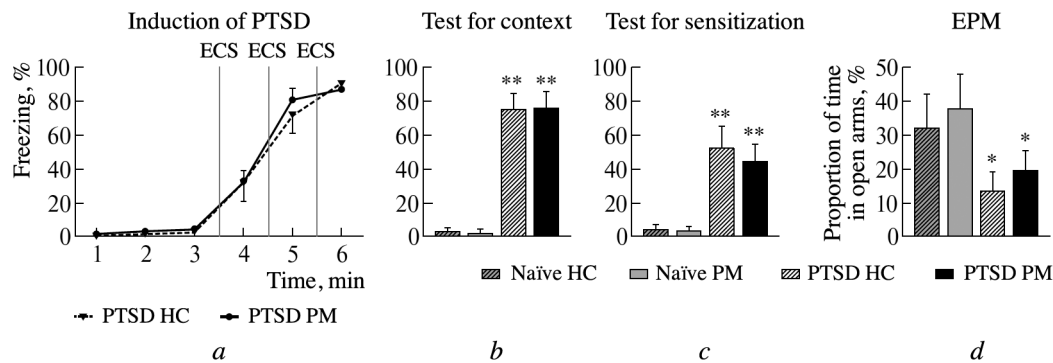 Induction of PTSD
ECS ECS ECS
Freezing, %
100
80
60
40
20
0
1 2 3 4 5 6
Time, min
PTSD HC PTSD PM
a
Test for context
100
80
60
40
20
0
** **
b
Test for sensitization
100
80
60
40
20
0
** **
c
EPM
Proportion of time
in open arms, %
50
40
30
20
10
0
* *
Naïve HC Naïve PM PTSD HC PTSD PM
d